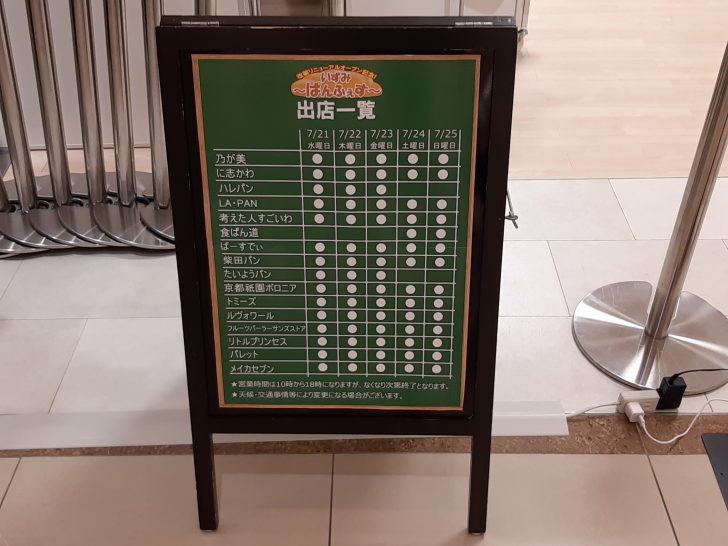 改装リニューアルオープン記念!
いずみ
～ぱんふぇす～
出店一覧
7/21 7/22 7/23 7/24 7/25
水曜日 木曜日 金曜日 土曜日 日曜日
乃が美 ● ● ● ● ●
に志かわ ● ● ● ● ●
ハレパン ● ● ●
LA・PAN ● ● ● ● ●
考えた人すごいわ ● ● ● ● ●
食ぱん道 ● ●
ばーすでぃ ● ● ● ● ●
柴田パン ● ● ● ● ●
たいようパン ● ● ●
京都祇園ボロニア ● ● ● ● ●
トミーズ ● ● ● ● ●
ルヴォワール ● ● ● ● ●
フルーツパーラーサンズストア ● ● ● ● ●
リトルプリンセス ● ● ● ● ●
パレット ● ● ● ● ●
メイカセブン ● ● ● ● ●
★営業時間は10時から18時になりますが、なくなり次第終了となります。
★天候・交通事情等により変更になる場合がございます。